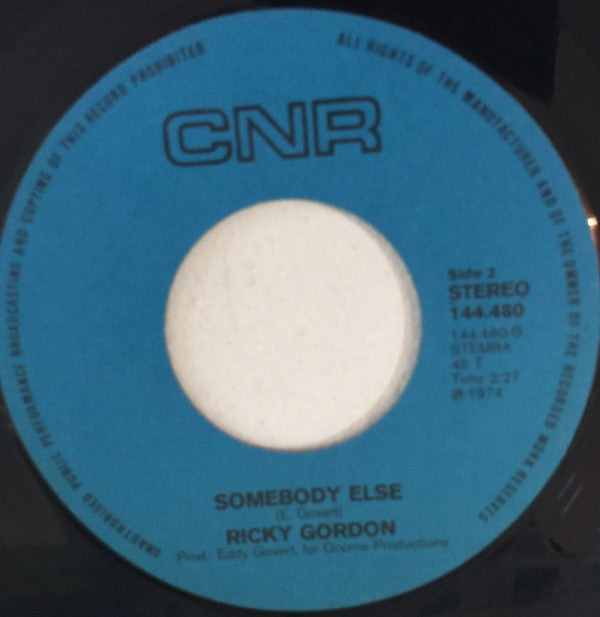 UNAUTHORISED PUBLIC PERFORMANCE BROADCASTING AND COPYING OF THIS RECORD PROHIBITED
ALL RIGHTS OF THE MANUFACTURER AND OF THE OWNER OF THE RECORDED WORK RESERVED
CNR
Side 2
STEREO
144.480
144.480-B
STEMRA
45 T
Time 2:27
℗ 1974
SOMEBODY ELSE
(E. Govert)
RICKY GORDON
Prod.: Eddy Govert, for Gnome Productions